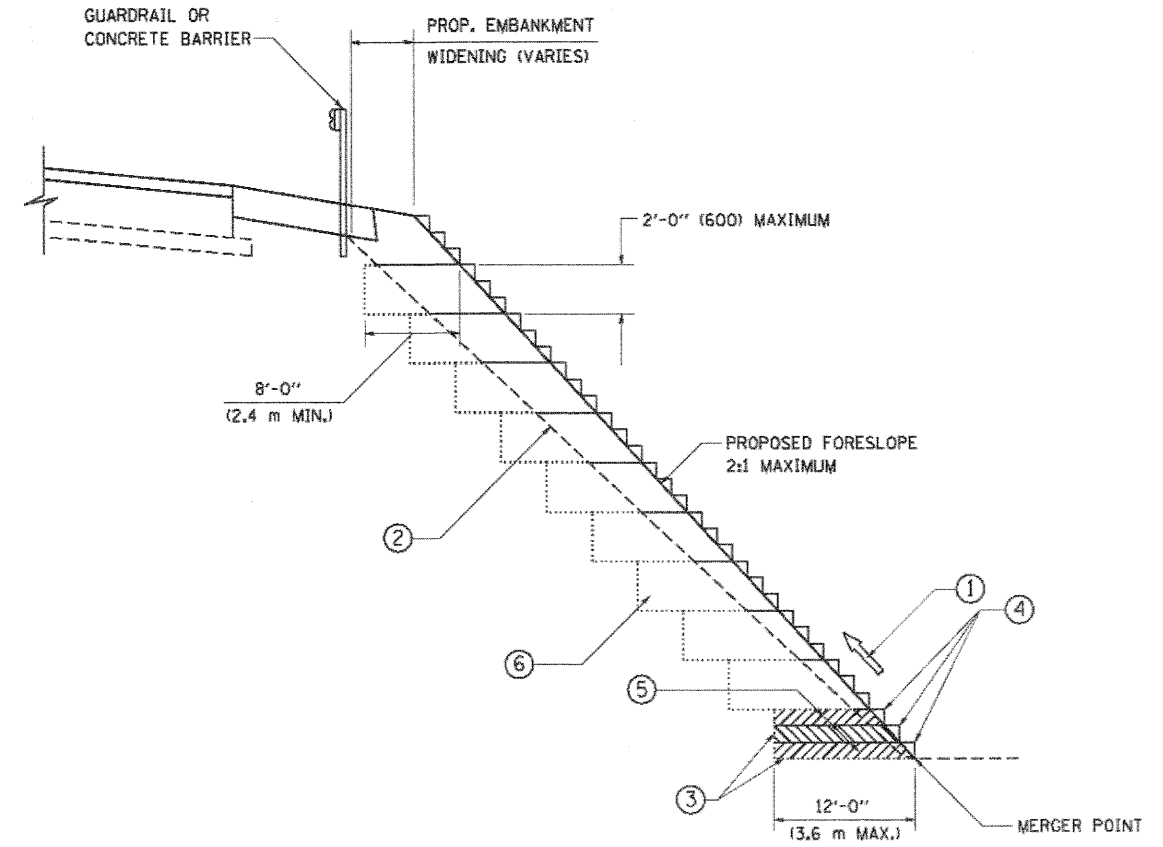 GUARDRAIL OR
CONCRETE BARRIER
PROP. EMBANKMENT
WIDENING (VARIES)
2'-0" (600) MAXIMUM
8'-0"
(2.4 m MIN.)
PROPOSED FORESLOPE
2:1 MAXIMUM
2
1
4
6
5
3
12'-0"
(3.6 m MAX.)
MERGER POINT